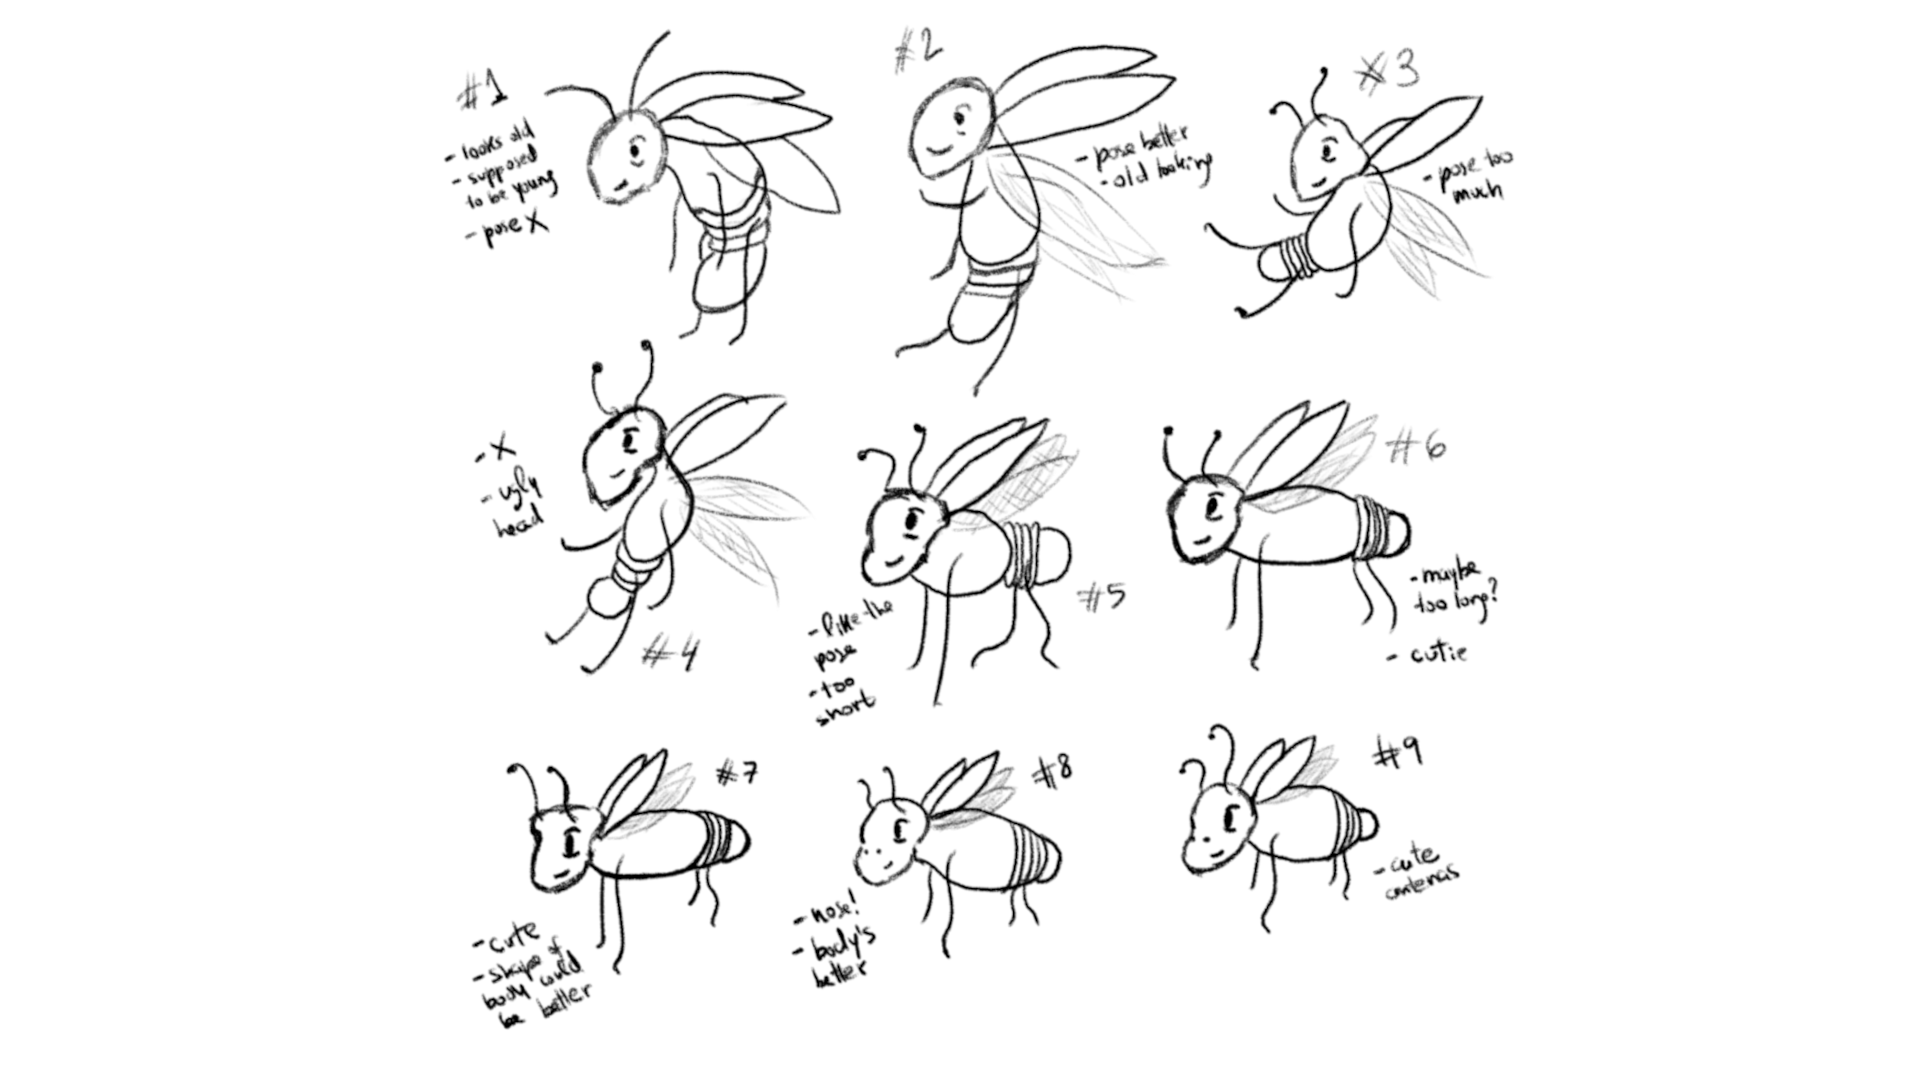 #1
- looks old
- supposed
to be young
- pose X
#2
- pose better
- old looking
#3
- pose too
much
- X
- ugly
head
#4
- like the
pose
- too
short
#5
#6
- maybe
too long?
- cutie
#7
- cute
- shape of
body could
be better
#8
- nose!
- body's
better
#9
- cute
antenas